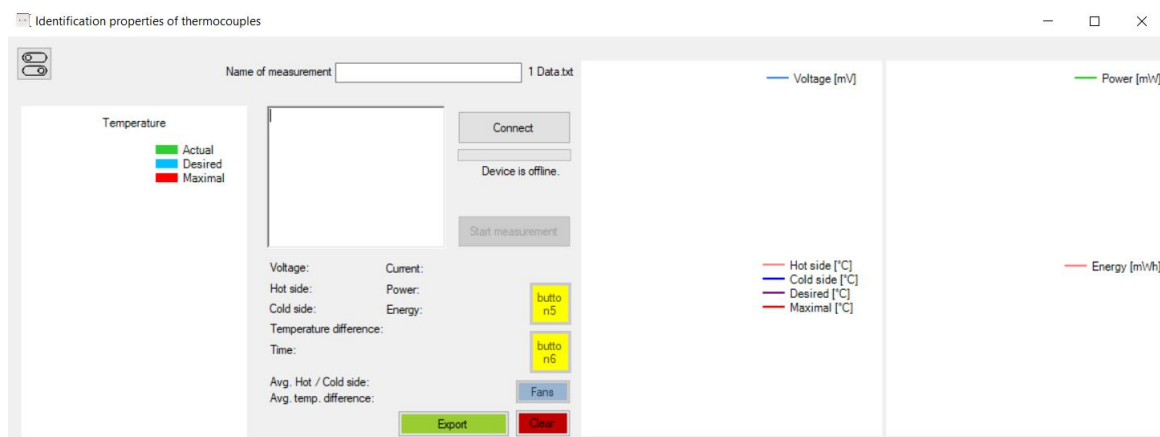 Identification properties of thermocouples
Name of measurement
1 Data.txt
Temperature
Actual
Desired
Maximal
Connect
Device is offline.
Start measurement
Voltage:
Current:
Hot side:
Power:
Cold side:
Energy:
Temperature difference:
Time:
butto
n5
butto
n6
Avg. Hot / Cold side:
Avg. temp. difference:
Fans
Export
Clear
Voltage [mV]
Power [mW]
Hot side [°C]
Cold side [°C]
Desired [°C]
Maximal [°C]
Energy [mWh]